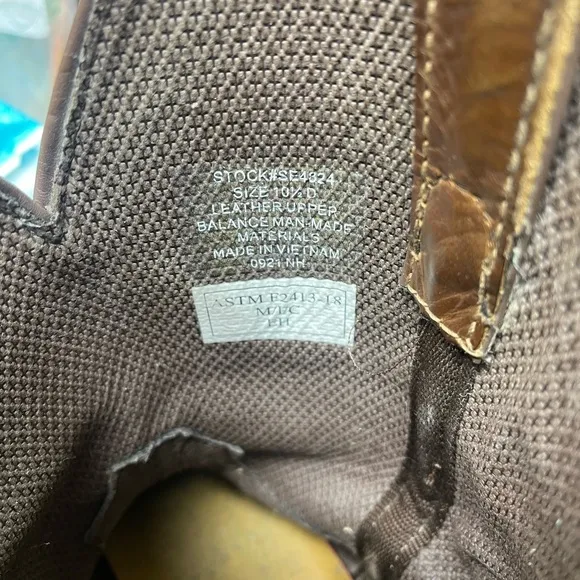 STOCK#SE4324
SIZE 10½ D
LEATHER UPPER
BALANCE MAN-MADE
MATERIALS
MADE IN VIETNAM
0921 NH
ASTM F2413-18
M/I/C
EH